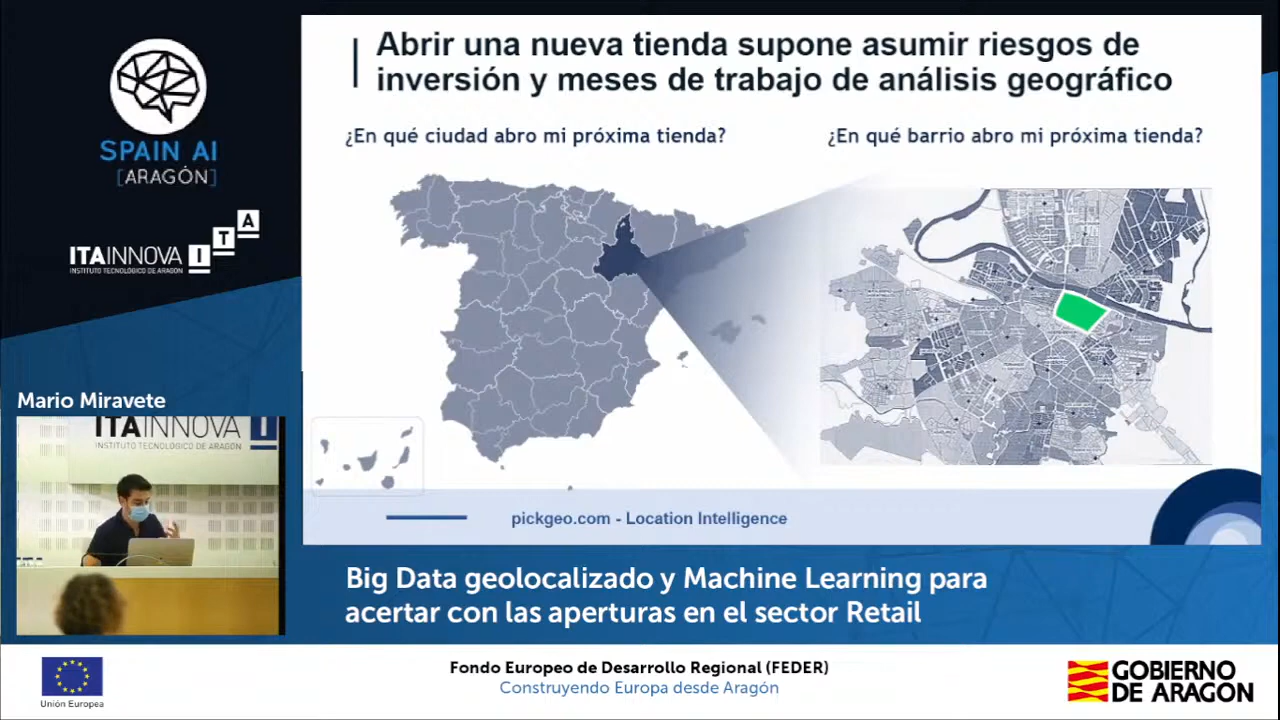 SPAIN AI
[ARAGÓN]
ITAINNOVA
INSTITUTO TECNOLÓGICO DE ARAGÓN
I T A
Abrir una nueva tienda supone asumir riesgos de
inversión y meses de trabajo de análisis geográfico
¿En qué ciudad abro mi próxima tienda?
¿En qué barrio abro mi próxima tienda?
pickgeo.com - Location Intelligence
Mario Miravete
ITAINNOVA
INSTITUTO TECNOLÓGICO DE ARAGÓN
I
Big Data geolocalizado y Machine Learning para
acertar con las aperturas en el sector Retail
Unión Europea
Fondo Europeo de Desarrollo Regional (FEDER)
Construyendo Europa desde Aragón
GOBIERNO
DE ARAGON